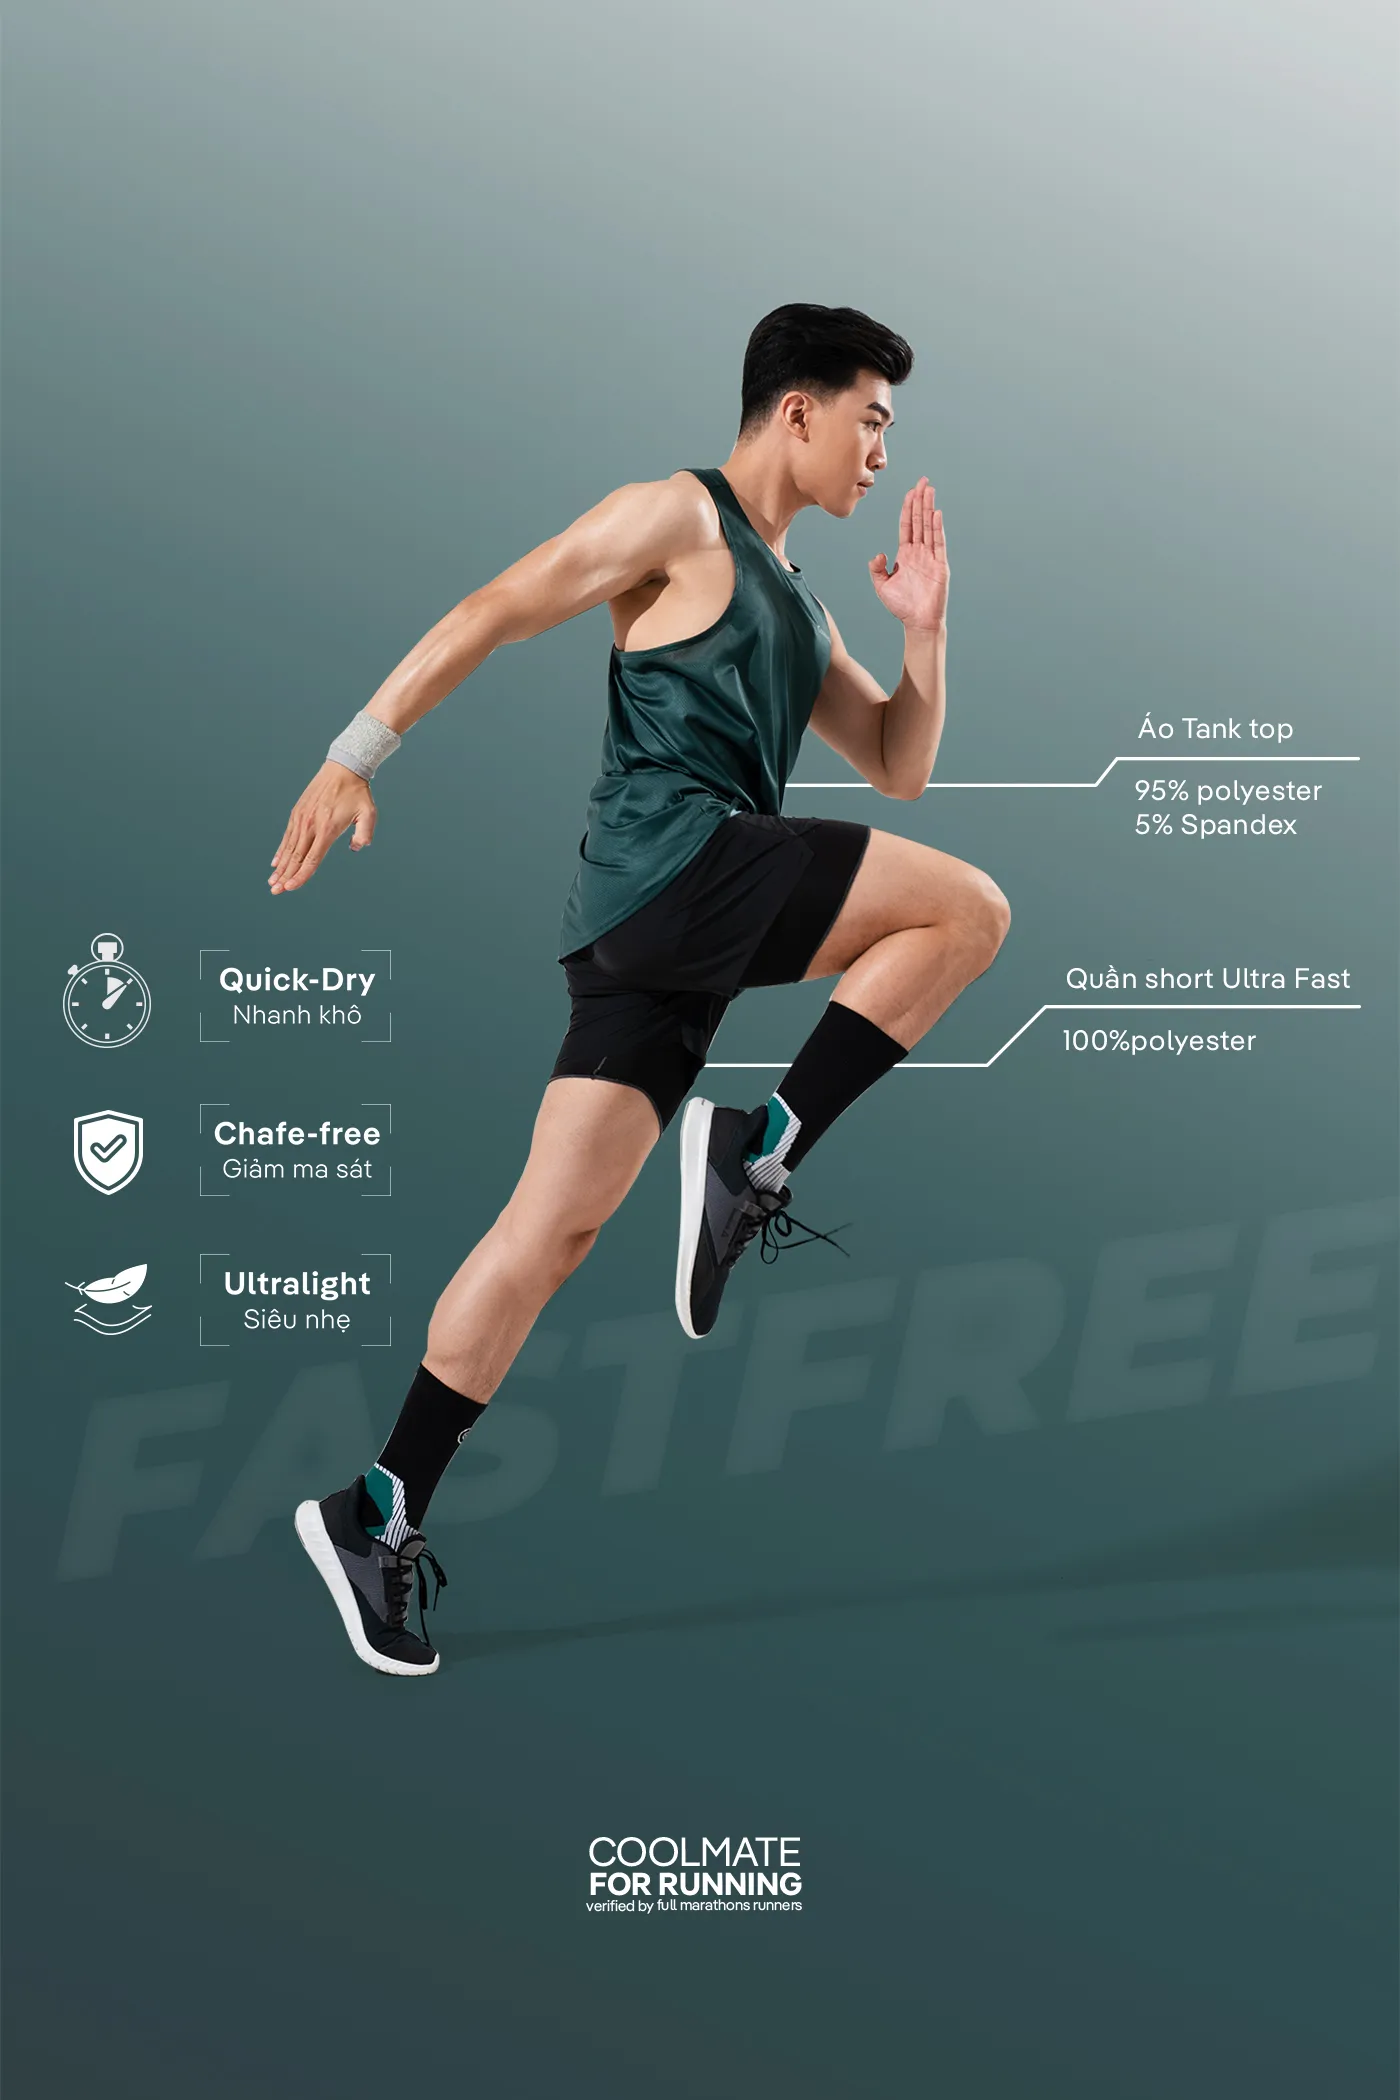 Áo Tank top
95% polyester
5% Spandex
Quick-Dry
Nhanh khô
Quần short Ultra Fast
100%polyester
Chafe-free
Giảm ma sát
Ultralight
Siêu nhẹ
FASTFREE
COOLMATE
FOR RUNNING
verified by full marathons runners